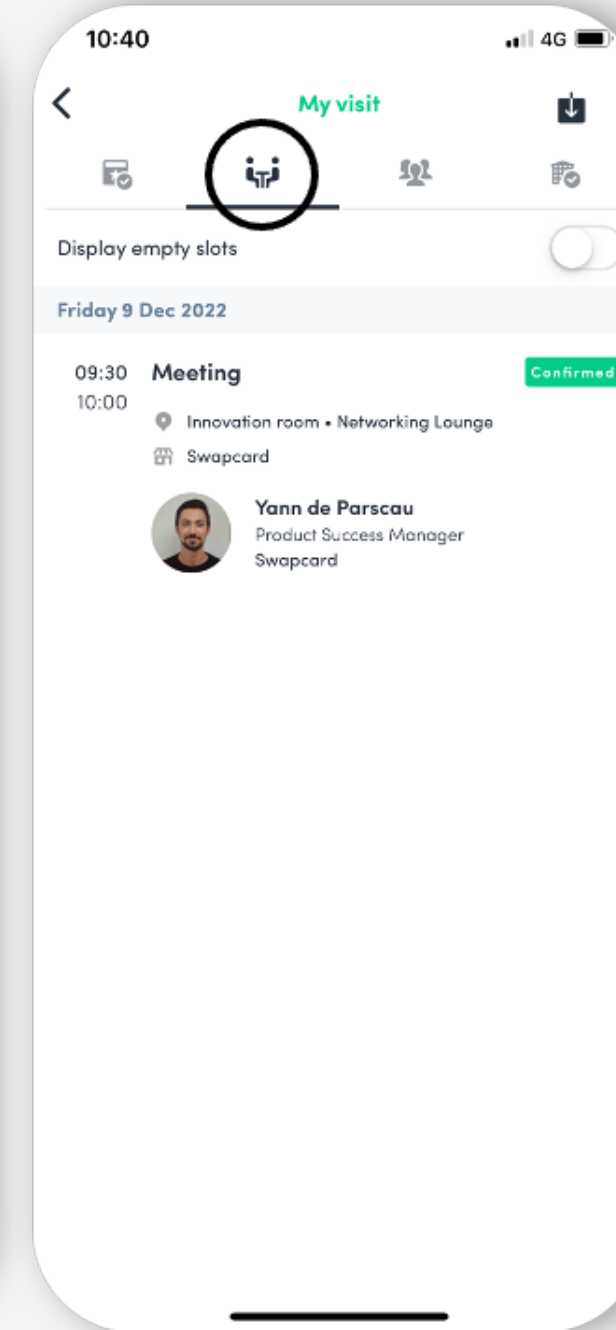 10:40 4G
My visit
Display empty slots
Friday 9 Dec 2022
09:30 Meeting Confirmed
10:00
Innovation room • Networking Lounge
Swapcard
Yann de Parscau
Product Success Manager
Swapcard